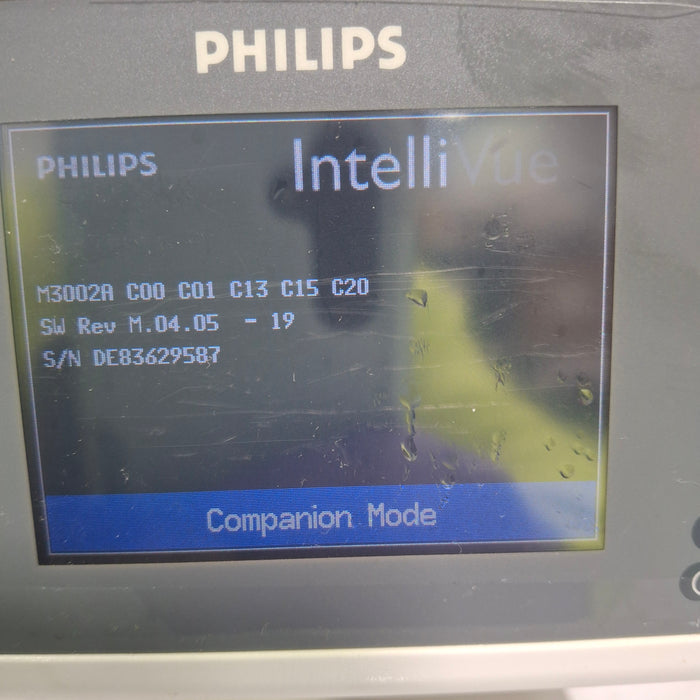 PHILIPS
PHILIPS IntelliVue
M3002A C00 C01 C13 C15 C20
SW Rev M.04.05 - 19
S/N DE83629587
Companion Mode